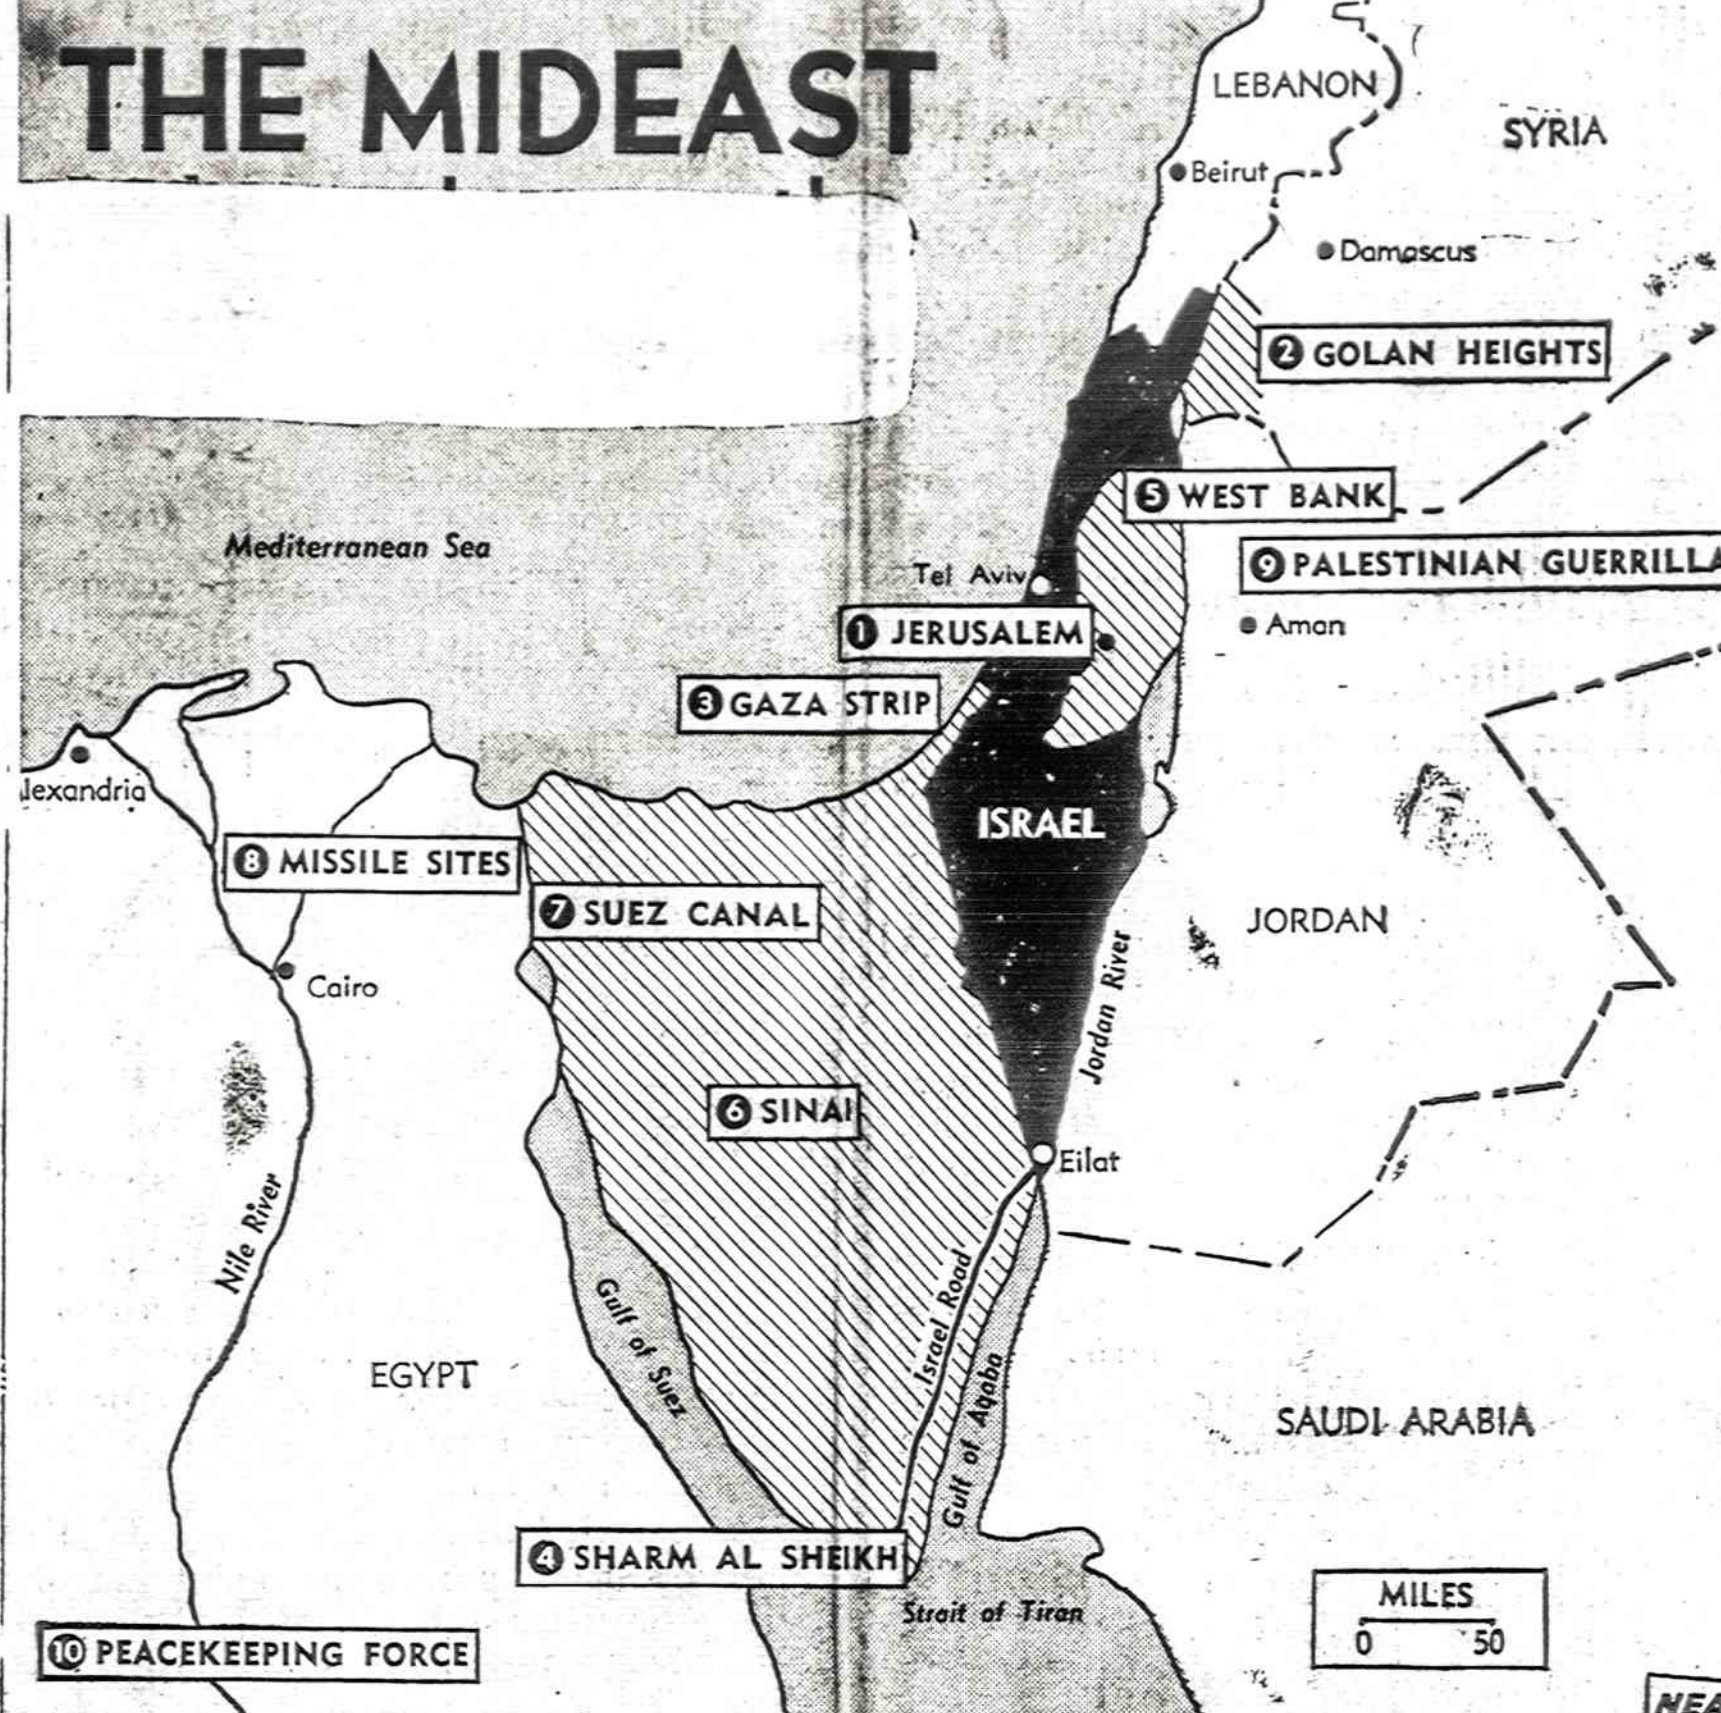 THE MIDEAST
LEBANON
SYRIA
Beirut
Damascus
2 GOLAN HEIGHTS
5 WEST BANK
Mediterranean Sea
9 PALESTINIAN GUERRILLA
Tel Aviv
1 JERUSALEM
Aman
3 GAZA STRIP
lexandria
ISRAEL
8 MISSILE SITES
7 SUEZ CANAL
JORDAN
Cairo
Jordan River
6 SINAI
Eilat
Nile River
Israel Road
Gulf of Suez
EGYPT
Gulf of Aqaba
SAUDI ARABIA
4 SHARM AL SHEIKH
Strait of Tiran
MILES
0 50
10 PEACEKEEPING FORCE
NEA